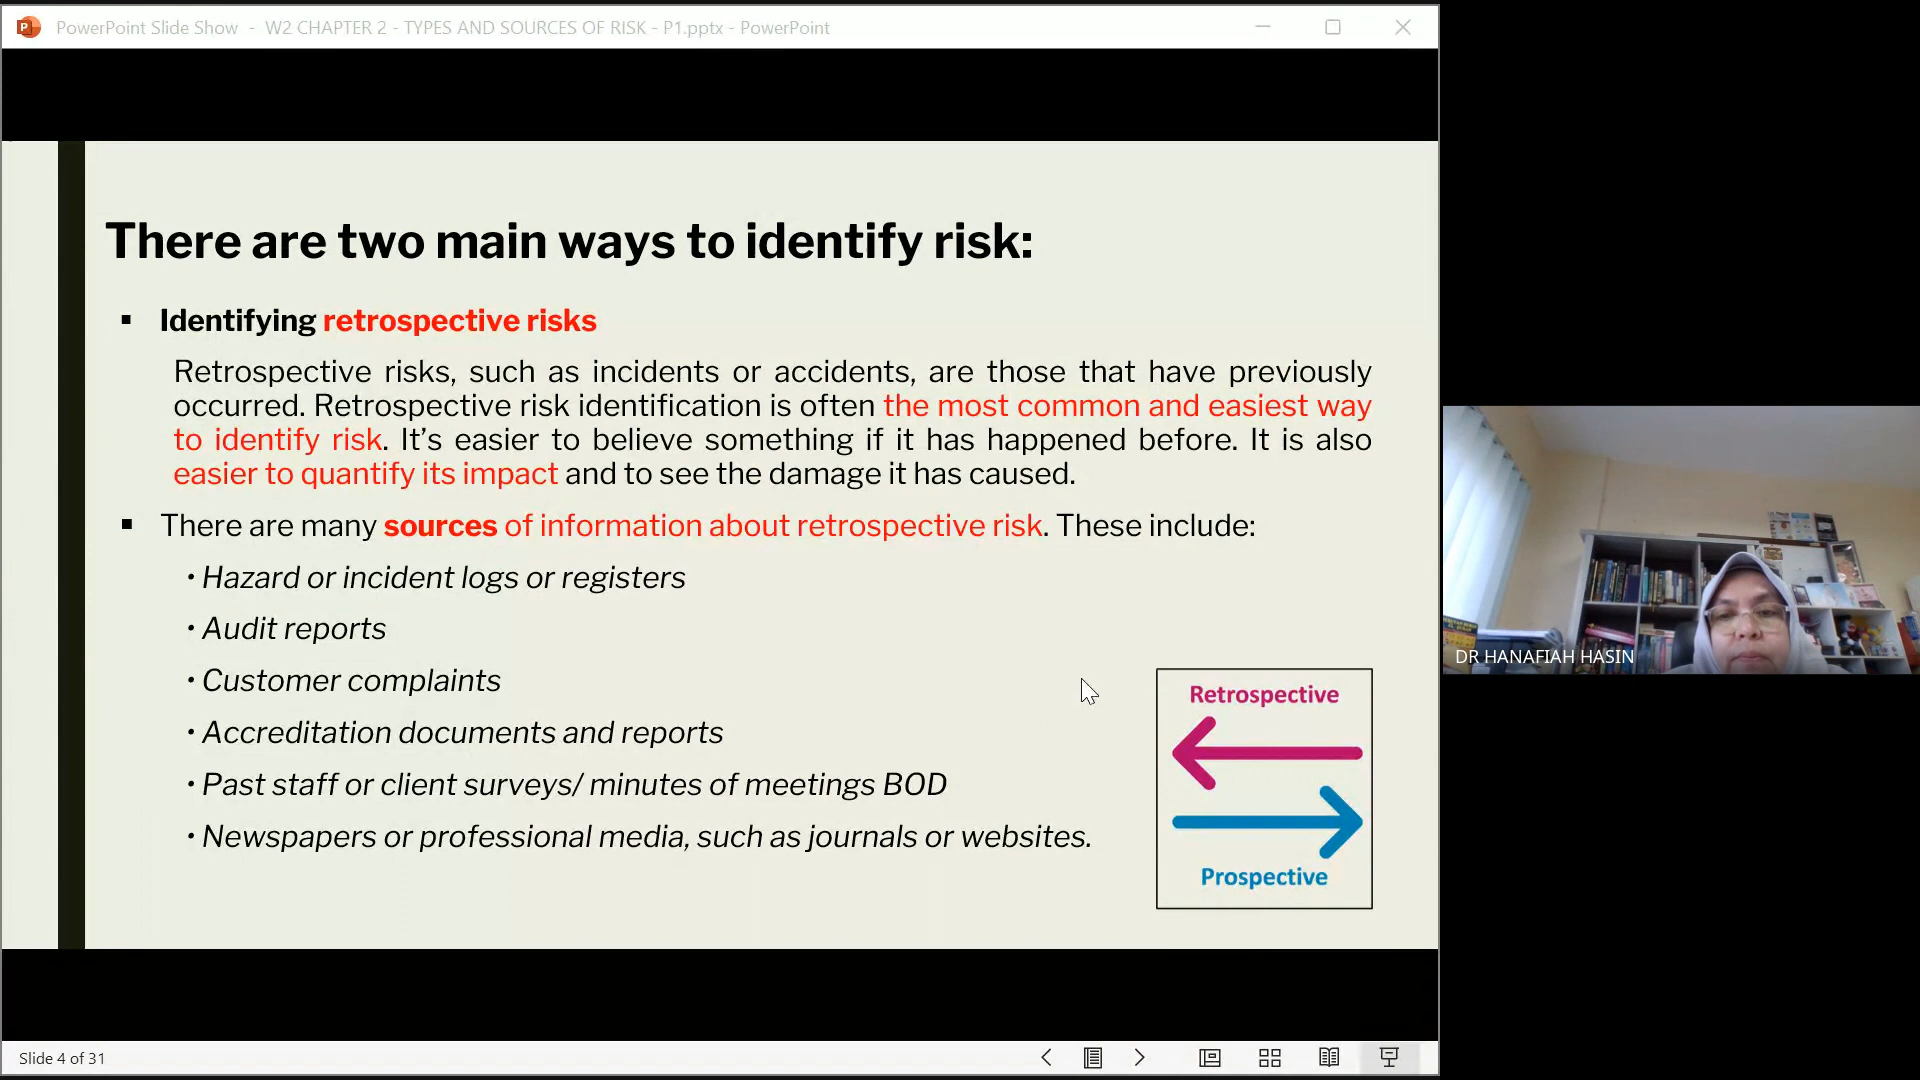 PowerPoint Slide Show - W2 CHAPTER 2 - TYPES AND SOURCES OF RISK - P1.pptx - PowerPoint
There are two main ways to identify risk:
▪ Identifying retrospective risks
Retrospective risks, such as incidents or accidents, are those that have previously
occurred. Retrospective risk identification is often the most common and easiest way
to identify risk. It’s easier to believe something if it has happened before. It is also
easier to quantify its impact and to see the damage it has caused.
▪ There are many sources of information about retrospective risk. These include:
• Hazard or incident logs or registers
• Audit reports
• Customer complaints
• Accreditation documents and reports
• Past staff or client surveys/ minutes of meetings BOD
• Newspapers or professional media, such as journals or websites.
Retrospective
Prospective
DR HANAFIAH HASIN
Slide 4 of 31